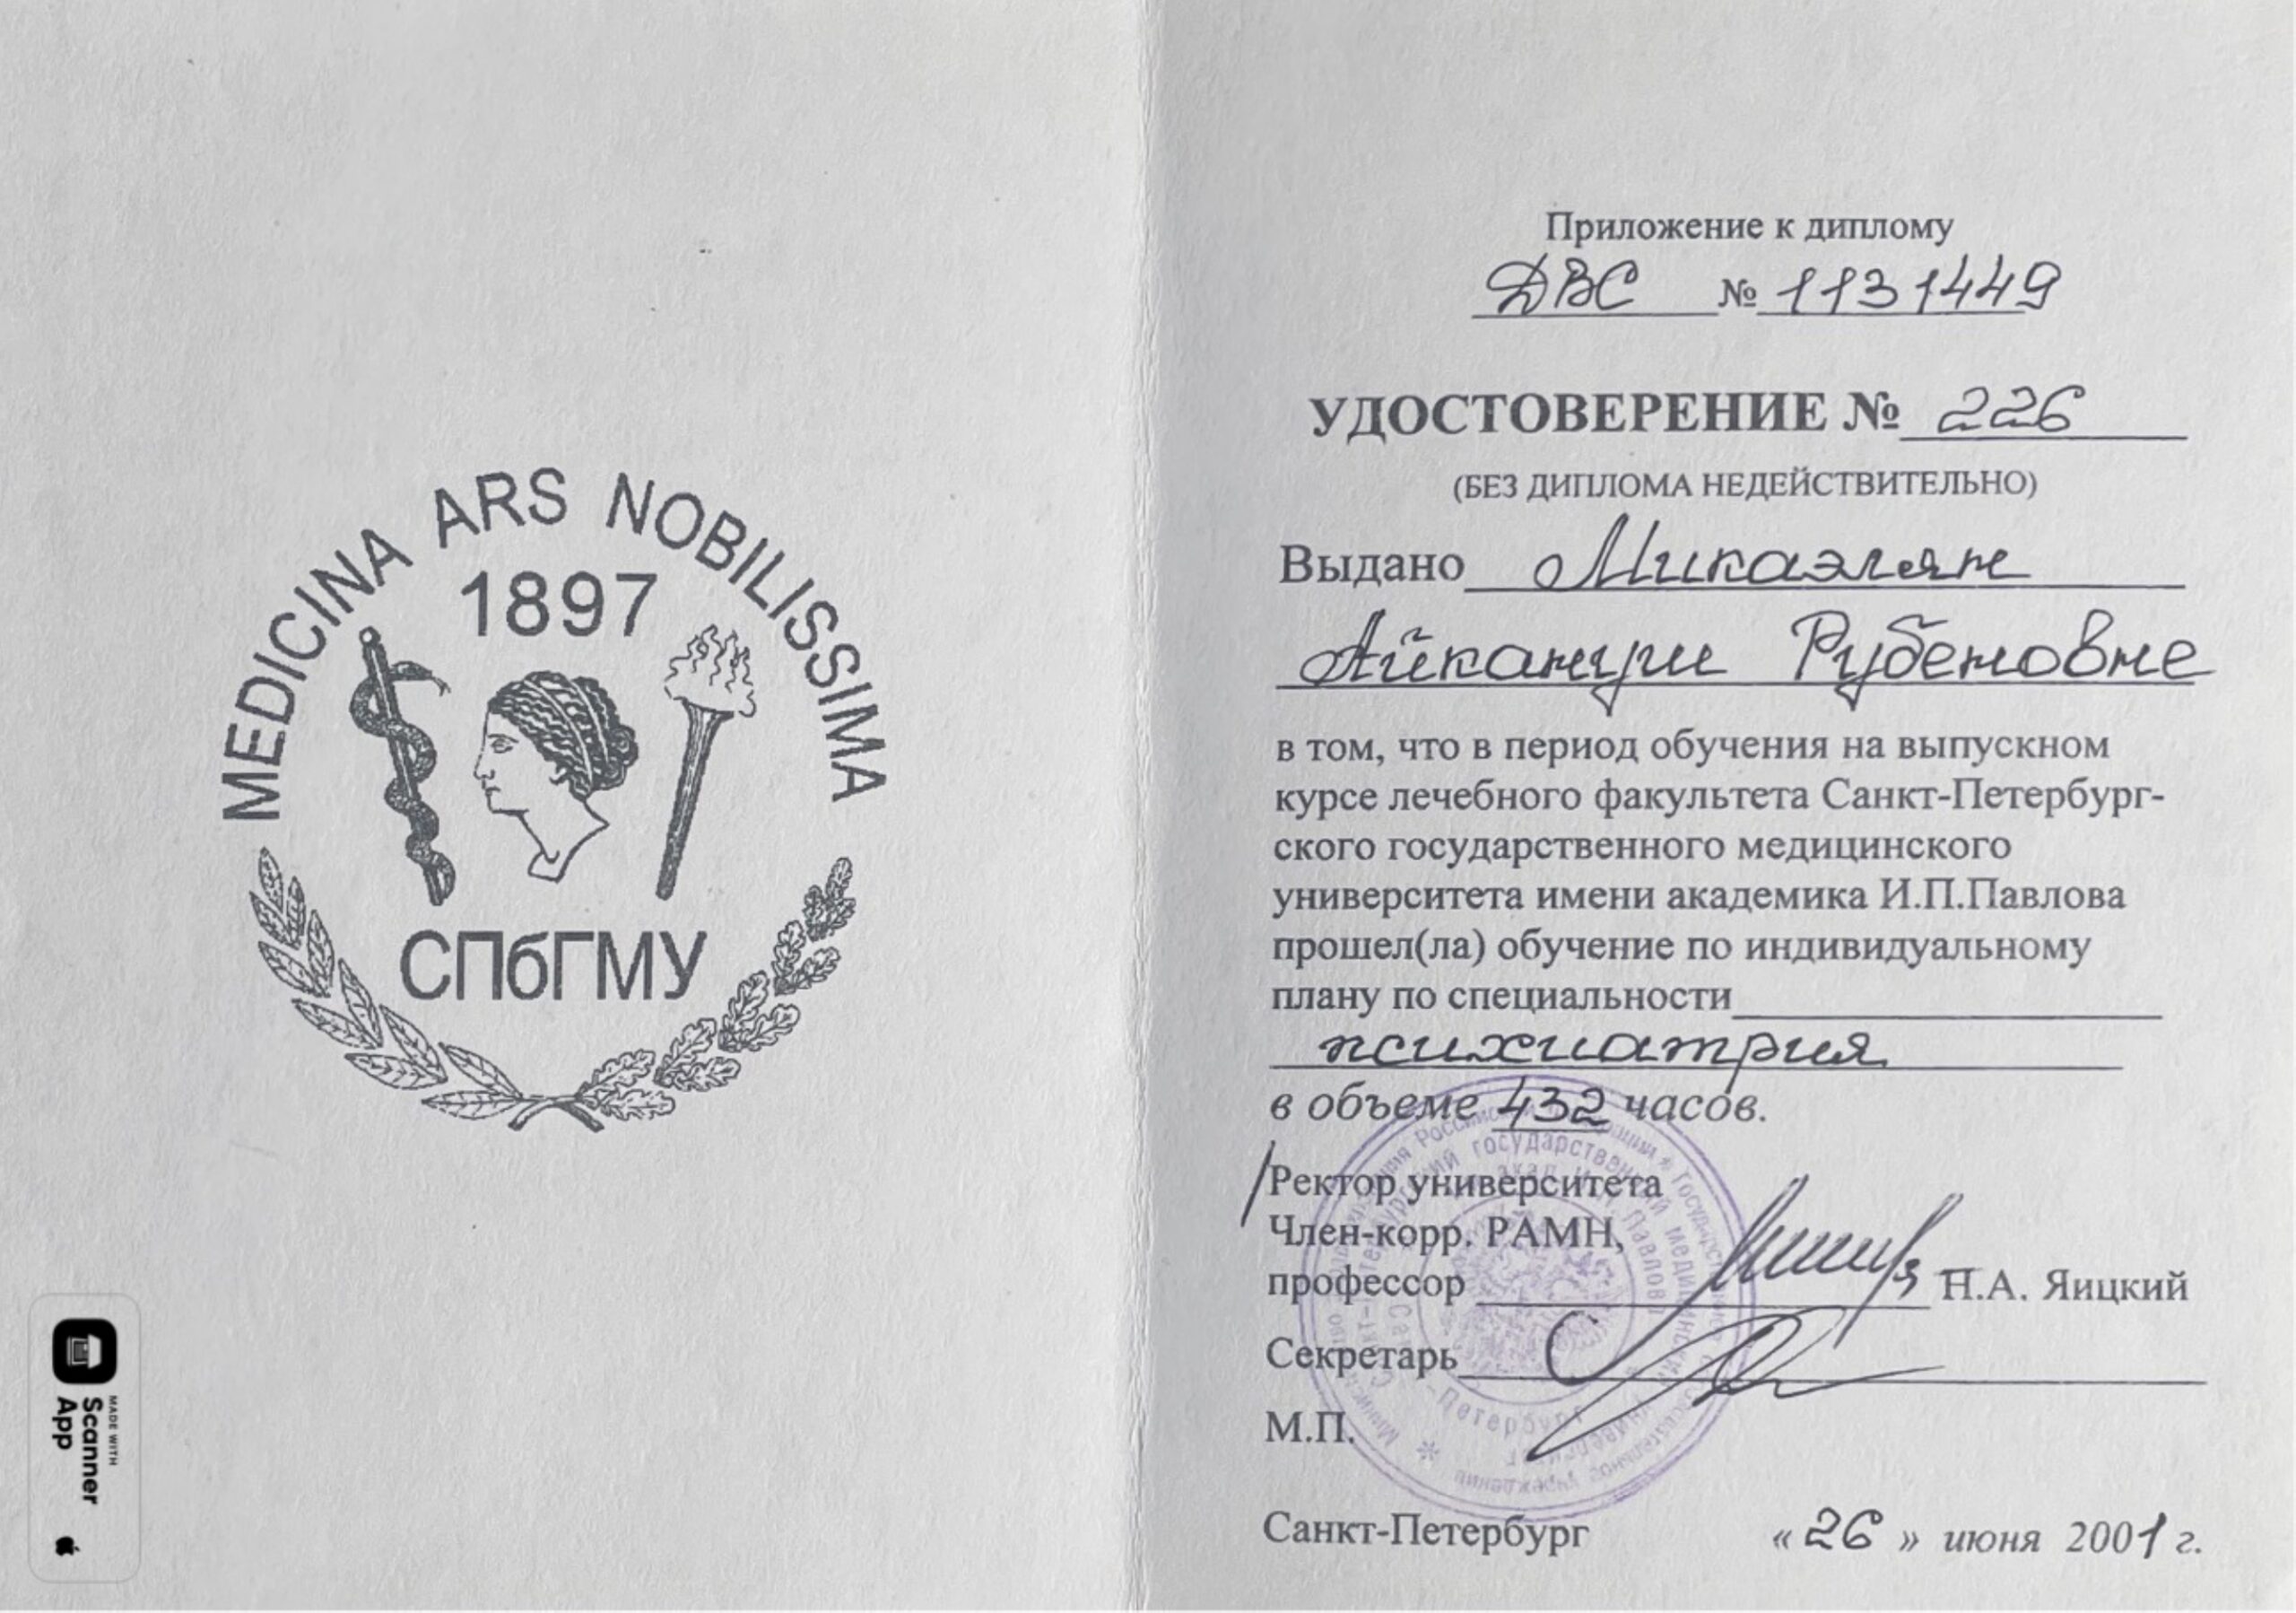 MEDICINA ARS NOBILISSIMA
1897
СПбГМУ
MADE WITH
Scanner
App
Приложение к диплому
ДВС № 1131449
УДОСТОВЕРЕНИЕ № 226
(БЕЗ ДИПЛОМА НЕДЕЙСТВИТЕЛЬНО)
Выдано Микаэлян
Айкануш Рубеновне
в том, что в период обучения на выпускном
курсе лечебного факультета Санкт-Петербург-
ского государственного медицинского
университета имени академика И.П.Павлова
прошел(ла) обучение по индивидуальному
плану по специальности
психиатрия
в объеме 432 часов.
Ректор университета
Член-корр. РАМН,
профессор Н.А. Яицкий
Секретарь
М.П.
Санкт-Петербург «26» июня 2001 г.